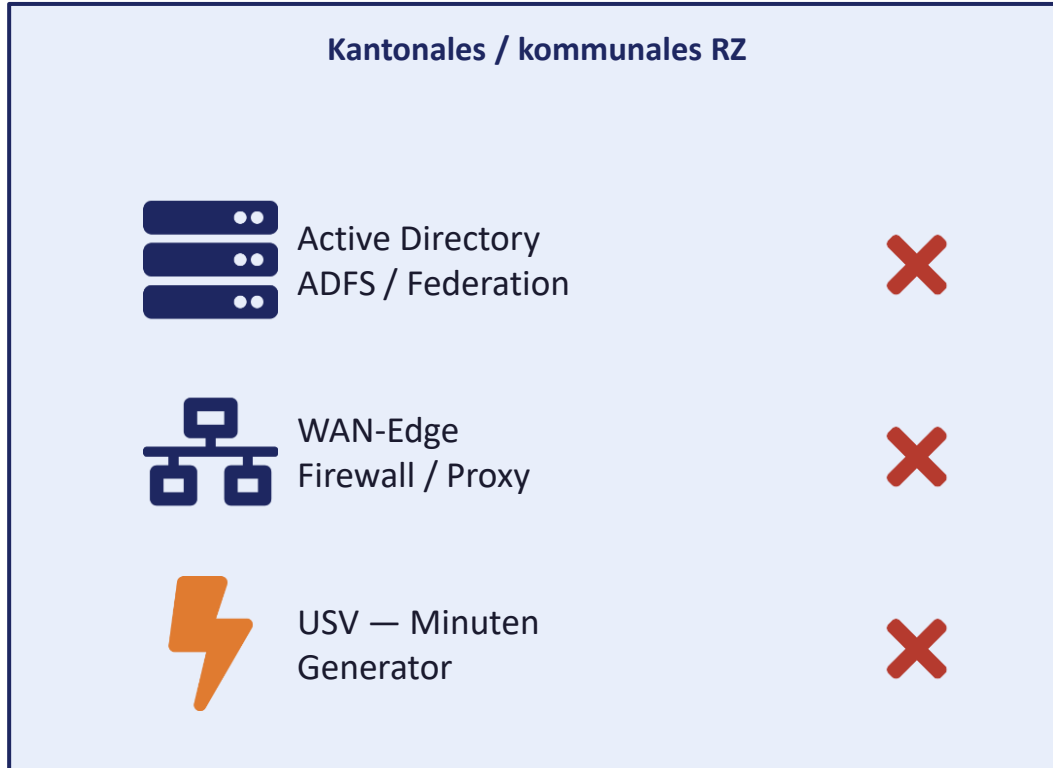 Kantonales / kommunales RZ
Active Directory
ADFS / Federation
WAN-Edge
Firewall / Proxy
USV — Minuten
Generator